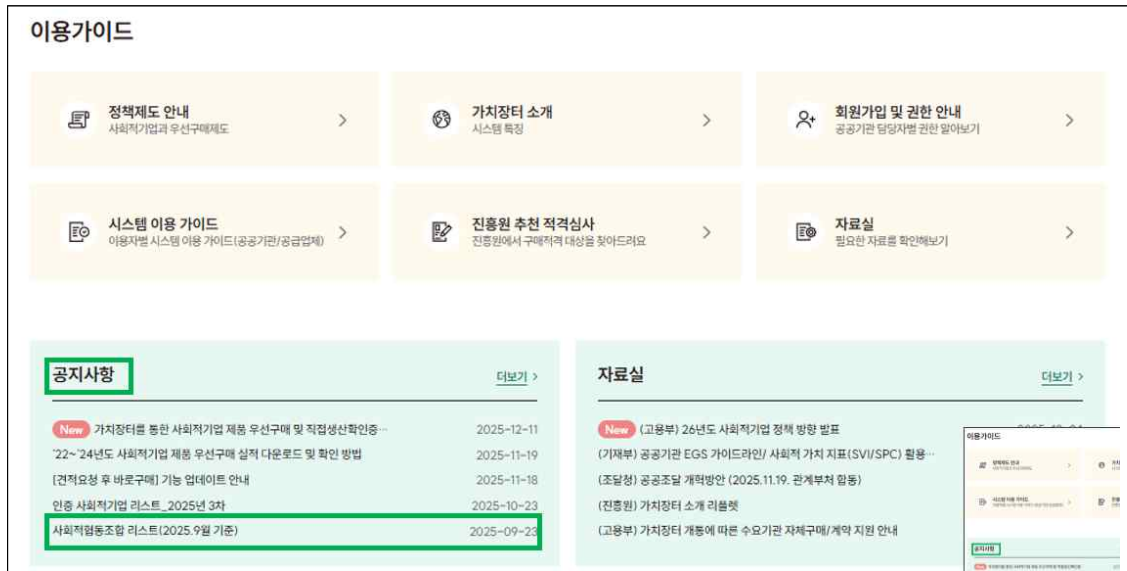 이용가이드
정책제도 안내
사회적기업과 우선구매제도
가치장터 소개
시스템 특징
회원가입 및 권한 안내
공공기관 담당자별 권한 알아보기
시스템 이용 가이드
이용자별 시스템 이용 가이드(공공기관/공급업체)
진흥원 추천 적격심사
진흥원에서 구매적격 대상을 찾아드려요
자료실
필요한 자료를 확인해보기
공지사항
더보기 >
New 가치장터를 통한 사회적기업 제품 우선구매 및 직접생산확인증… 2025-12-11
'22~'24년도 사회적기업 제품 우선구매 실적 다운로드 및 확인 방법 2025-11-19
[견적요청 후 바로구매] 기능 업데이트 안내 2025-11-18
인증 사회적기업 리스트_2025년 3차 2025-10-23
사회적협동조합 리스트(2025.9월 기준) 2025-09-23
자료실
더보기 >
New (고용부) 26년도 사회적기업 정책 방향 발표
(기재부) 공공기관 EGS 가이드라인/ 사회적 가치 지표(SVI/SPC) 활용…
(조달청) 공공조달 개혁방안 (2025.11.19. 관계부처 합동)
(진흥원) 가치장터 소개 리플렛
(고용부) 가치장터 개통에 따른 수요기관 자체구매/계약 지원 안내
이용가이드
정책제도 안내
시스템 이용 가이드
공지사항